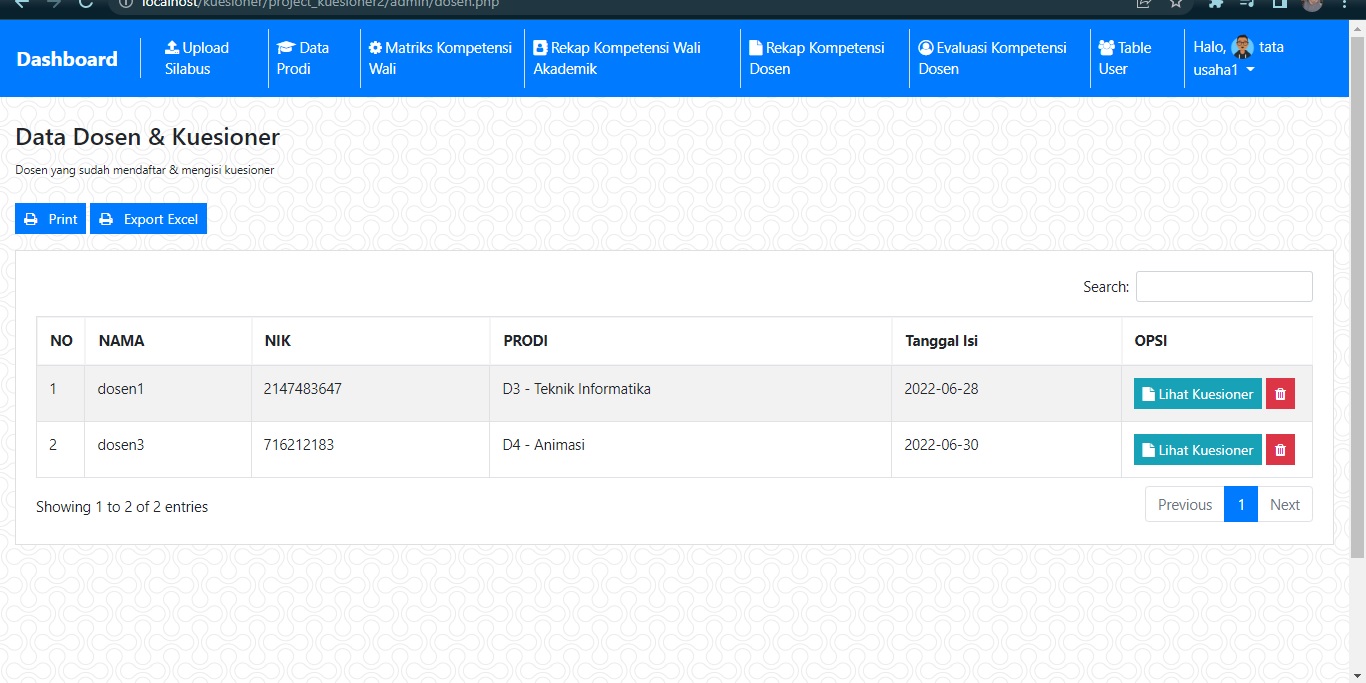 localhost/kuesioner/project_kuesioner2/admin/dosen.php
Dashboard
Upload Silabus
Data Prodi
Matriks Kompetensi Wali
Rekap Kompetensi Wali Akademik
Rekap Kompetensi Dosen
Evaluasi Kompetensi Dosen
Table User
Halo, tata usaha1
Data Dosen & Kuesioner
Dosen yang sudah mendaftar & mengisi kuesioner
Print Export Excel
Search:
NO NAMA NIK PRODI Tanggal Isi OPSI
1 dosen1 2147483647 D3 - Teknik Informatika 2022-06-28 Lihat Kuesioner
2 dosen3 716212183 D4 - Animasi 2022-06-30 Lihat Kuesioner
Showing 1 to 2 of 2 entries
Previous 1 Next